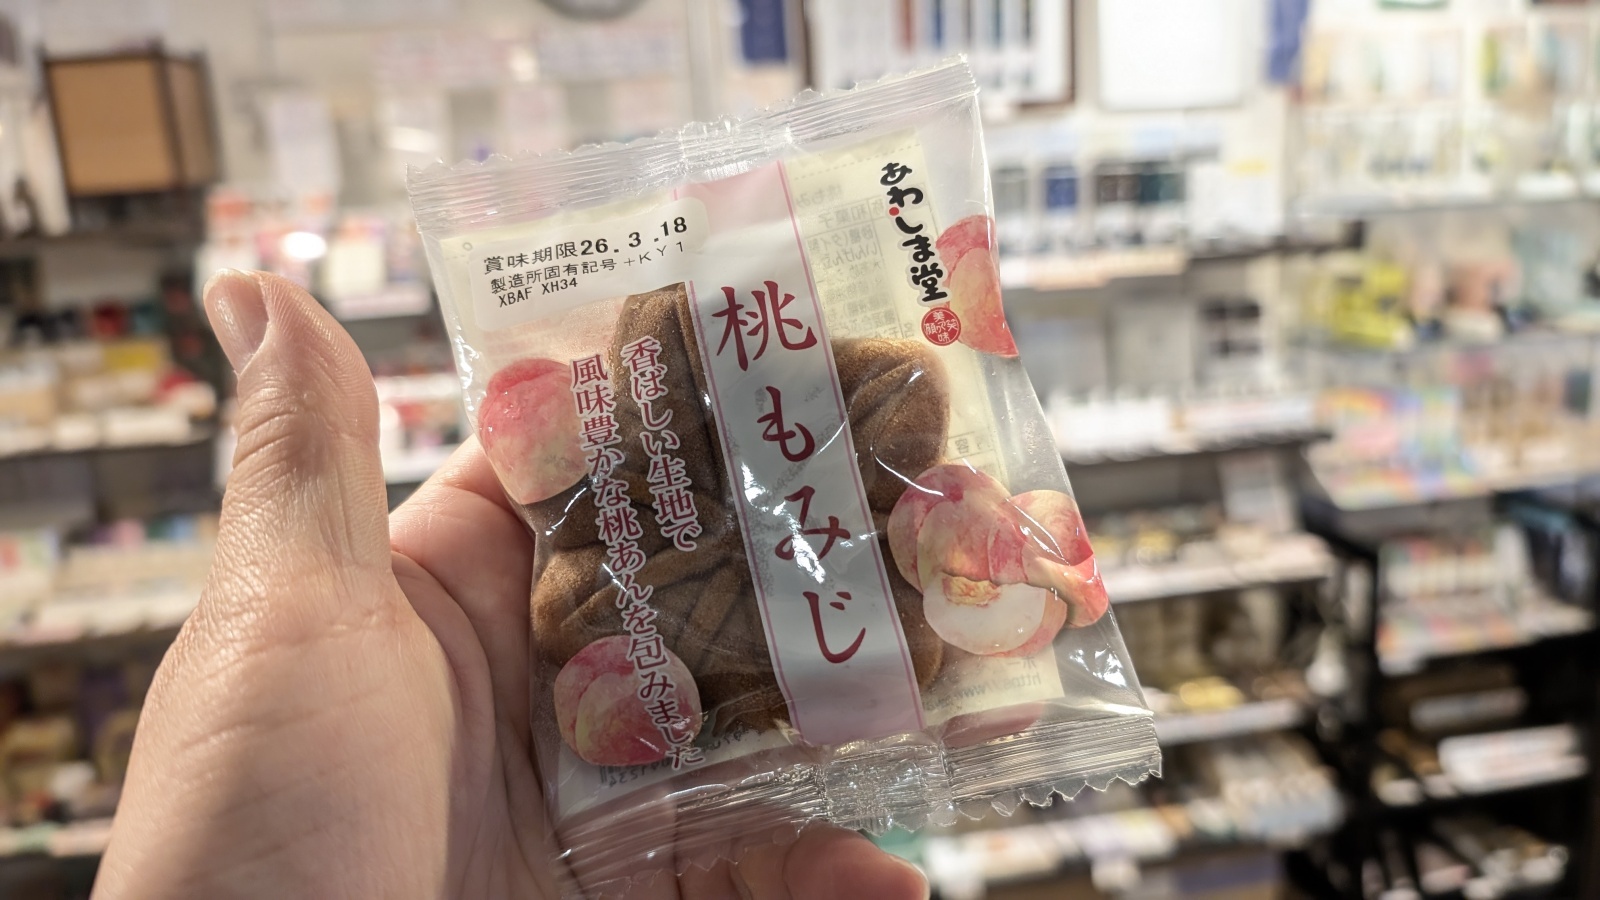 賞味期限26.3.18
製造所固有記号+KY1
XBAF XH34
あわしま堂
桃もみじ
香ばしい生地で
風味豊かな桃あんを包みました